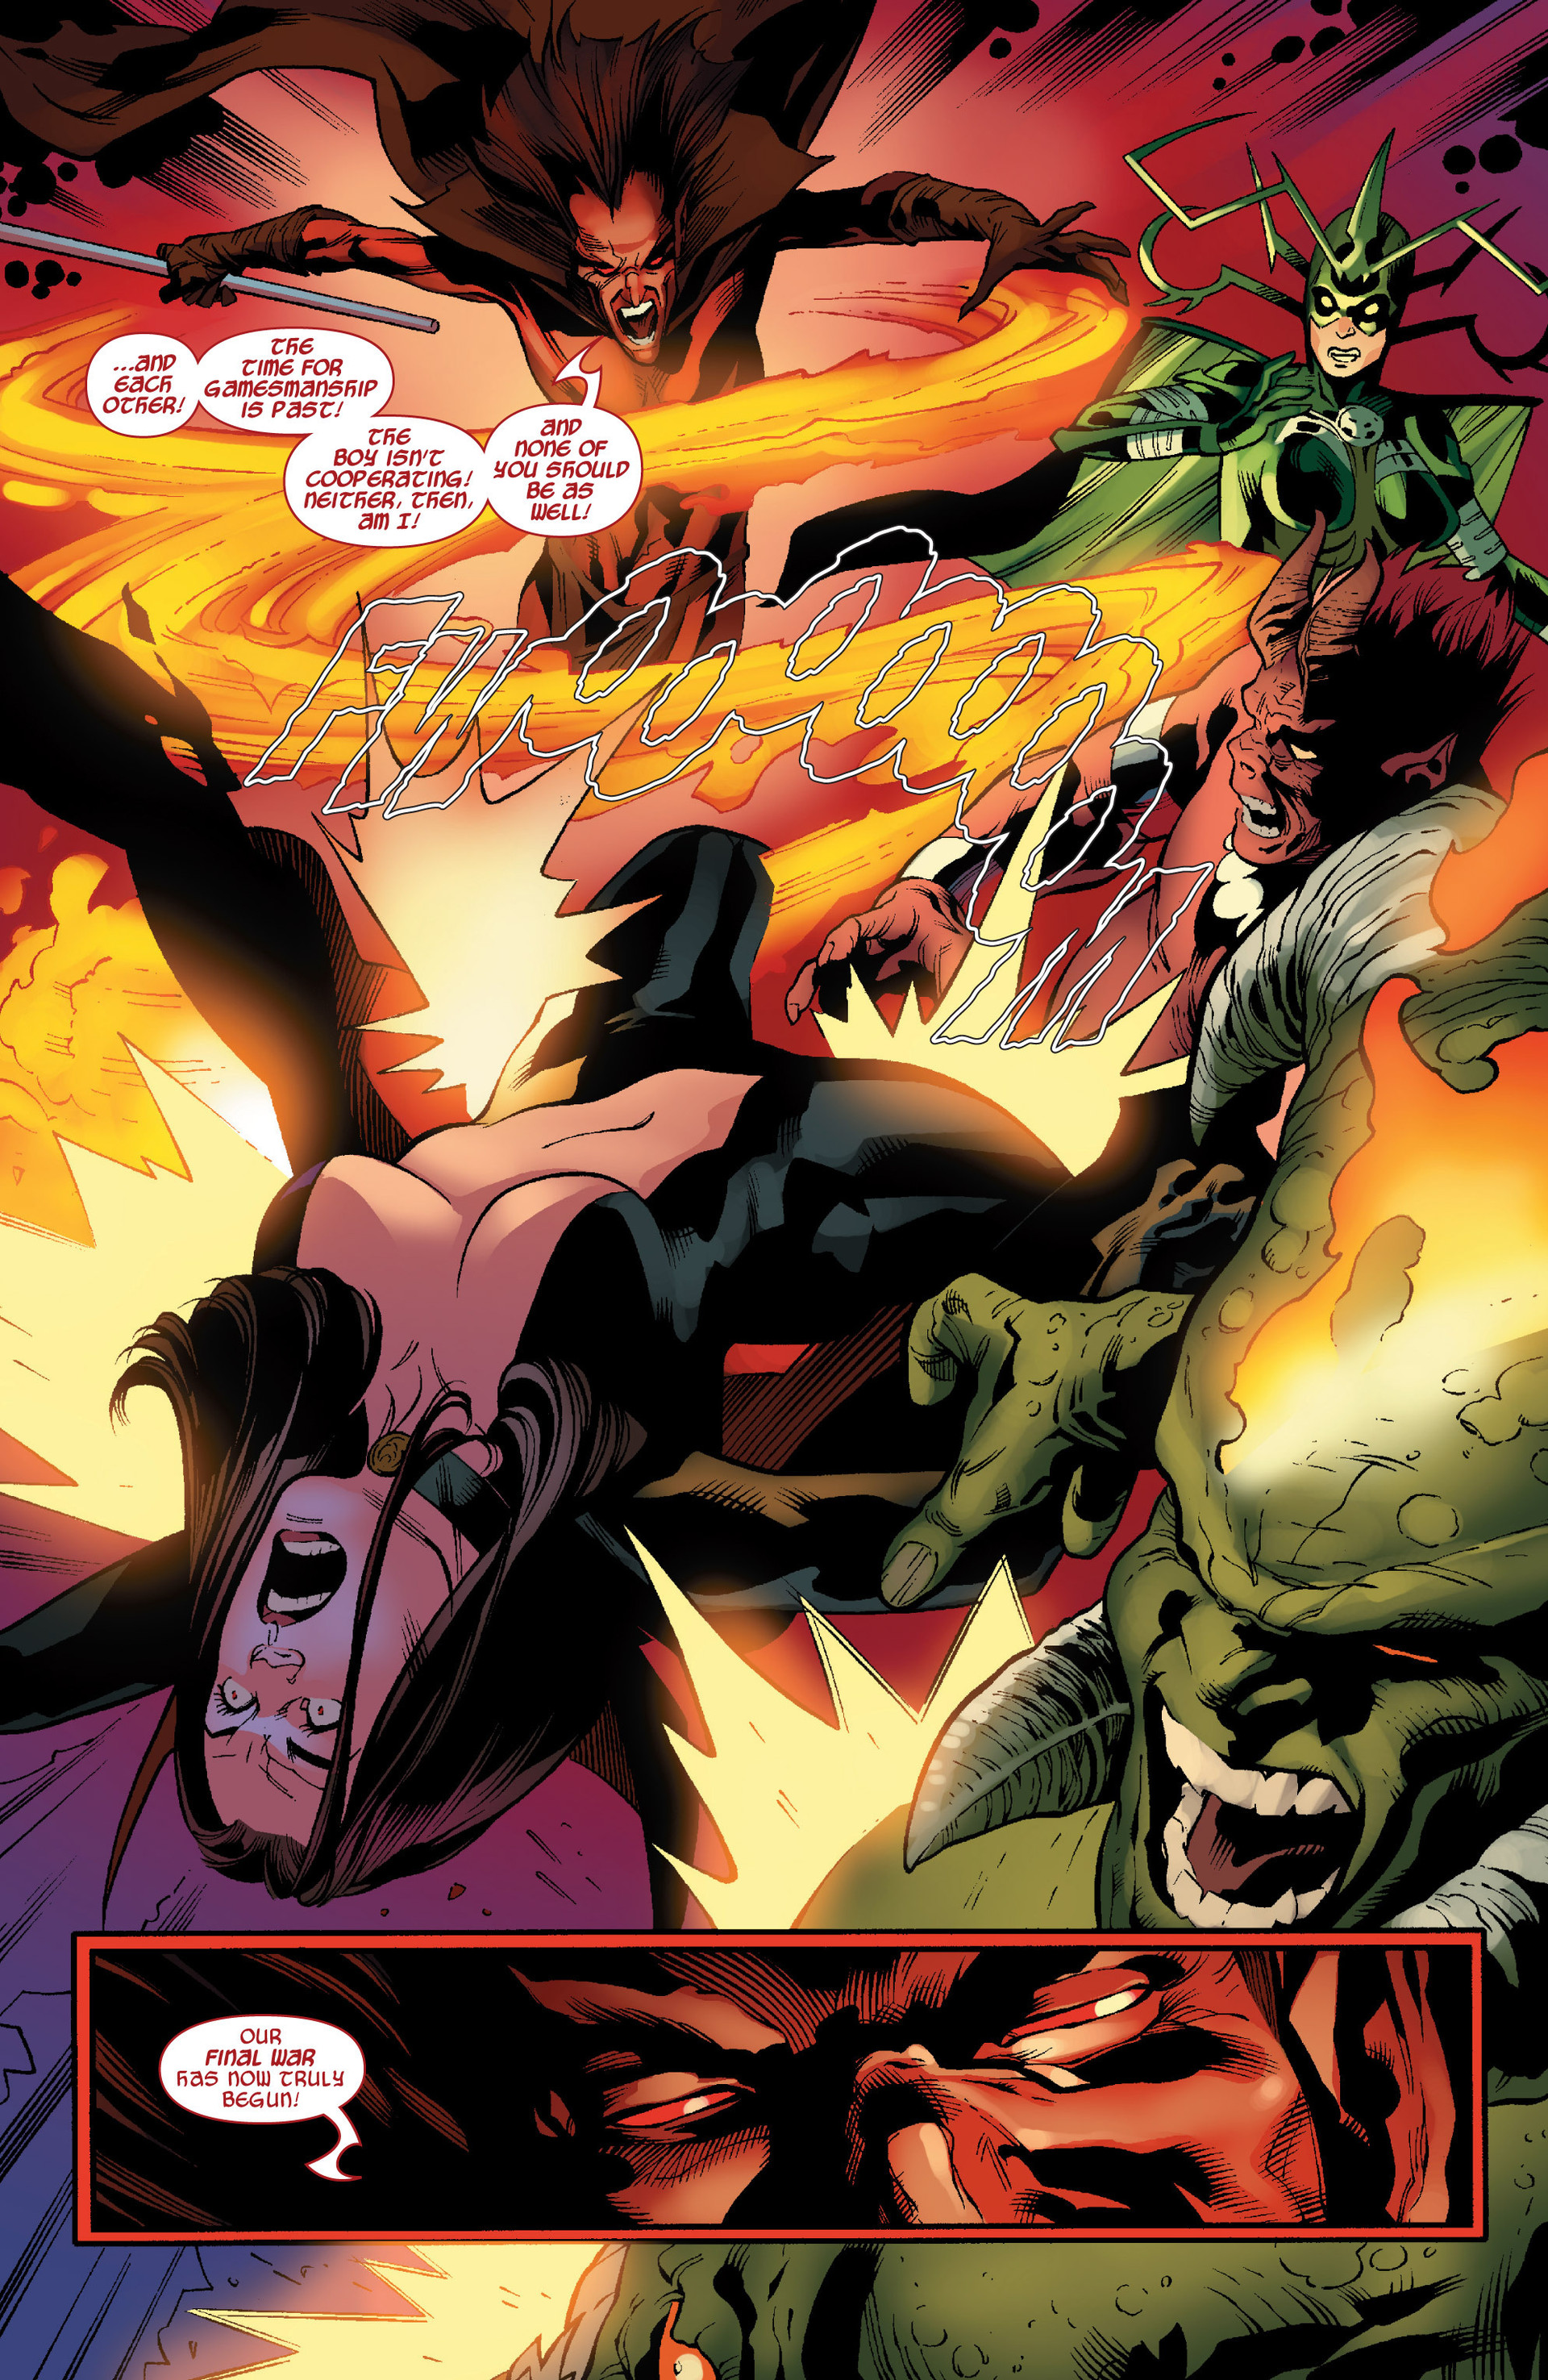 ...AND
EACH
OTHER!
THE
TIME FOR
GAMESMANSHIP
IS PAST!
THE
BOY ISN'T
COOPERATING!
NEITHER, THEN,
AM I!
AND
NONE OF
YOU SHOULD
BE AS
WELL!
OUR
FINAL WAR
HAS NOW TRULY
BEGUN!